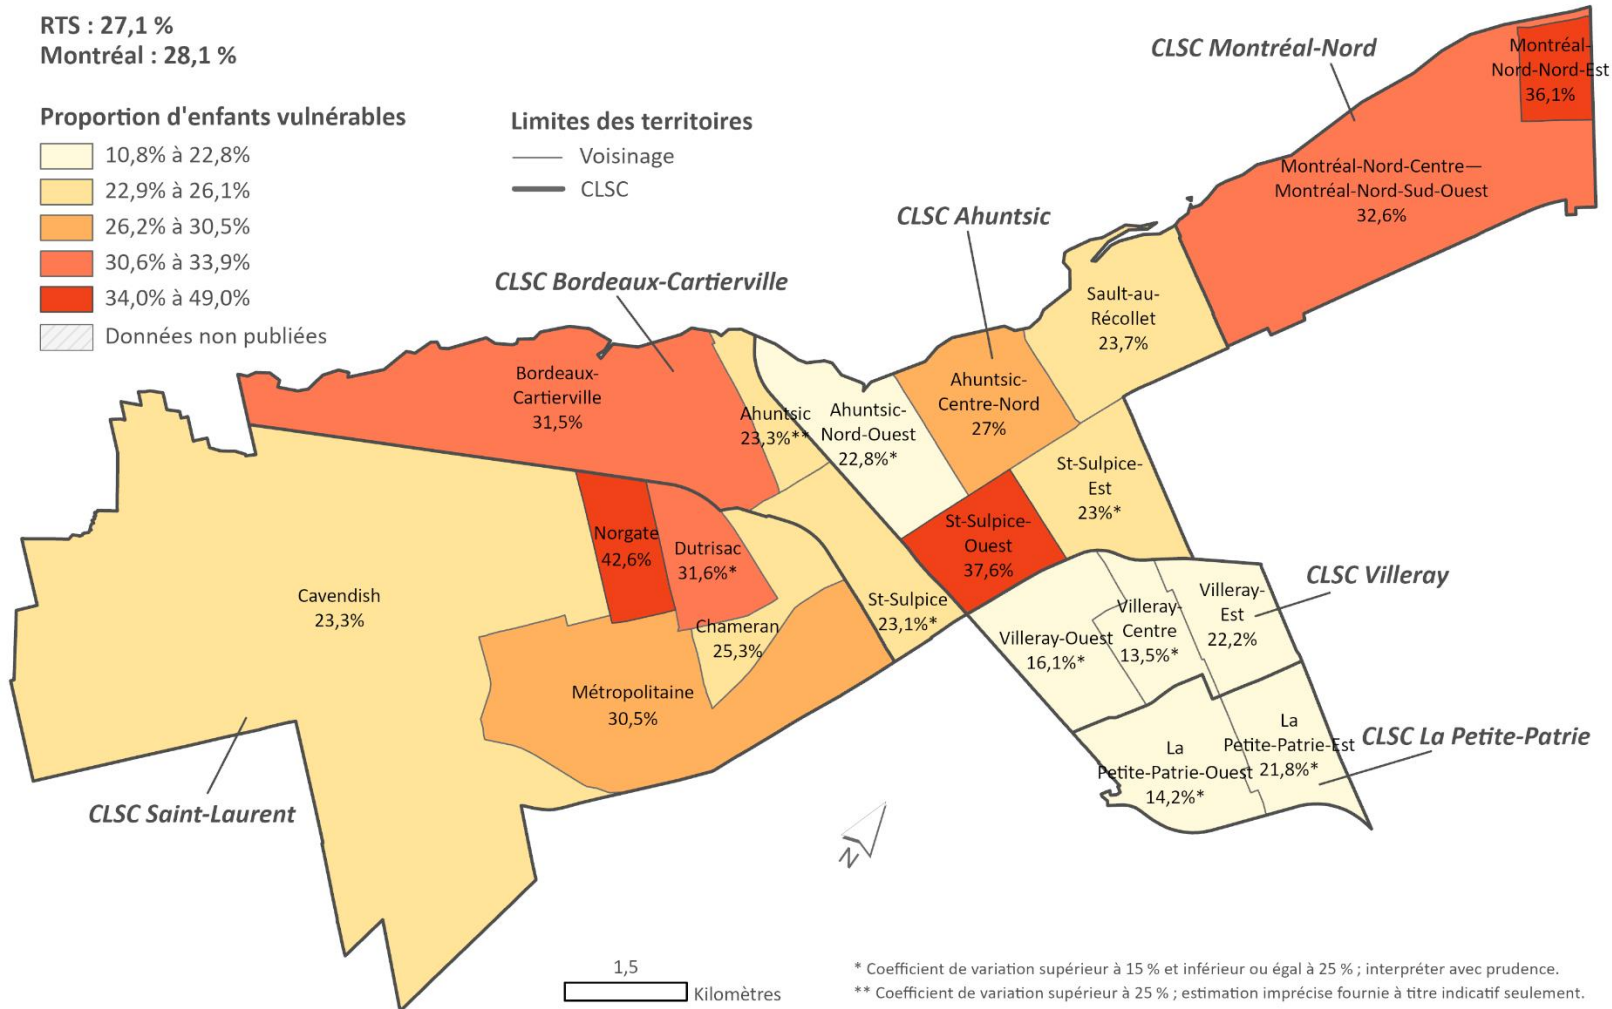 RTS : 27,1 %
Montréal : 28,1 %
Proportion d'enfants vulnérables
10,8% à 22,8%
22,9% à 26,1%
26,2% à 30,5%
30,6% à 33,9%
34,0% à 49,0%
Données non publiées
Limites des territoires
Voisinage
CLSC
CLSC Montréal-Nord
Montréal-
Nord-Nord-Est
36,1%
Montréal-Nord-Centre—
Montréal-Nord-Sud-Ouest
32,6%
CLSC Ahuntsic
Sault-au-
Récollet
23,7%
CLSC Bordeaux-Cartierville
Bordeaux-
Cartierville
31,5%
Ahuntsic
23,3%**
Ahuntsic-
Nord-Ouest
22,8%*
Ahuntsic-
Centre-Nord
27%
St-Sulpice-
Est
23%*
St-Sulpice-
Ouest
37,6%
Norgate
42,6%
Dutrisac
31,6%*
Cavendish
23,3%
Chameran
25,3%
St-Sulpice
23,1%*
Métropolitaine
30,5%
CLSC Villeray
Villeray-
Est
22,2%
Villeray-
Centre
13,5%*
Villeray-Ouest
16,1%*
La
Petite-Patrie-Est
21,8%*
CLSC La Petite-Patrie
La
Petite-Patrie-Ouest
14,2%*
CLSC Saint-Laurent
N
1,5
Kilomètres
* Coefficient de variation supérieur à 15 % et inférieur ou égal à 25 % ; interpréter avec prudence.
** Coefficient de variation supérieur à 25 % ; estimation imprécise fournie à titre indicatif seulement.